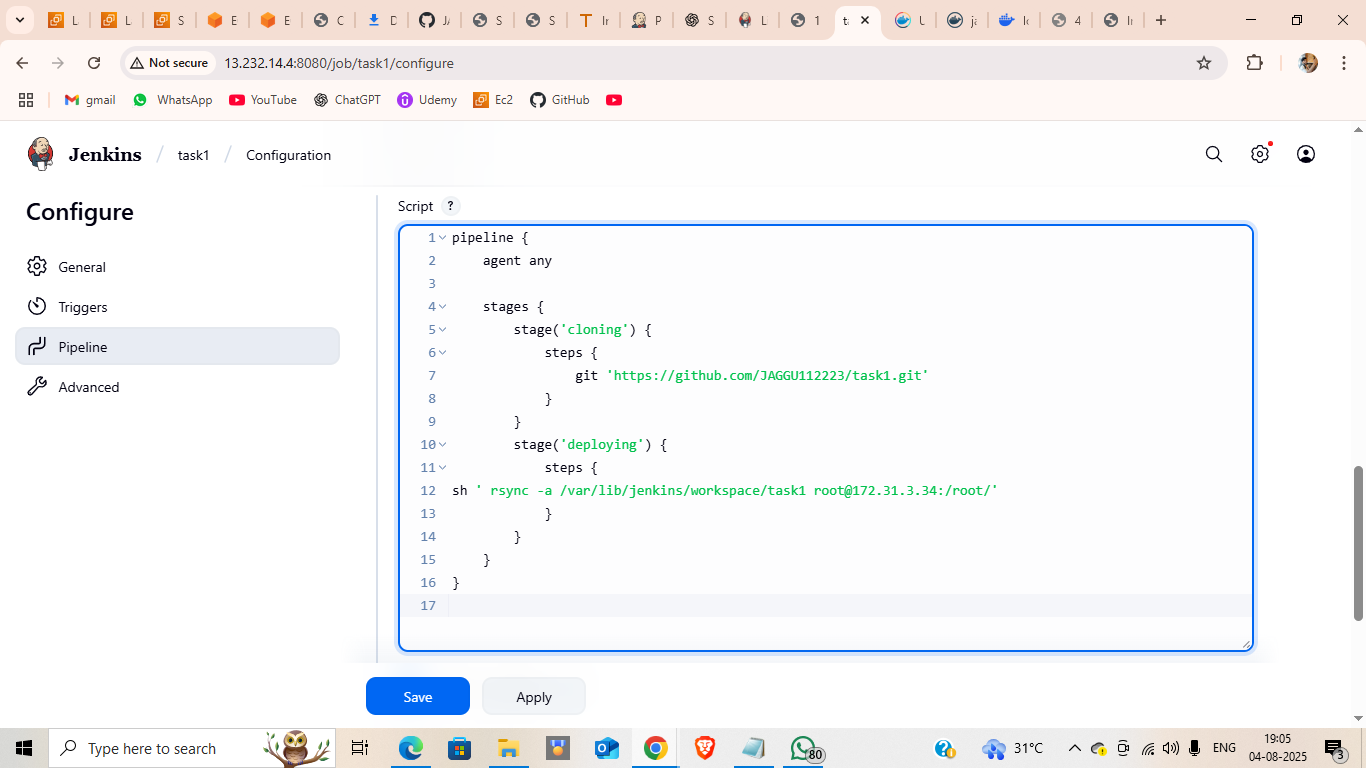 L
L
S
E
E
C
D
JA
S
S
Ir
P
S
L
1
ta
U
ja
Ic
4
Ir
Not secure
13.232.14.4:8080/job/task1/configure
gmail
WhatsApp
YouTube
ChatGPT
Udemy
Ec2
GitHub
Jenkins / task1 / Configuration
Configure
General
Triggers
Pipeline
Advanced
Script ?
1 pipeline {
2     agent any
3
4     stages {
5         stage('cloning') {
6             steps {
7                 git 'https://github.com/JAGGU112223/task1.git'
8             }
9         }
10         stage('deploying') {
11             steps {
12 sh ' rsync -a /var/lib/jenkins/workspace/task1 root@172.31.3.34:/root/'
13             }
14         }
15     }
16 }
17
Save
Apply
Type here to search
80
31°C
ENG
19:05
04-08-2025
3